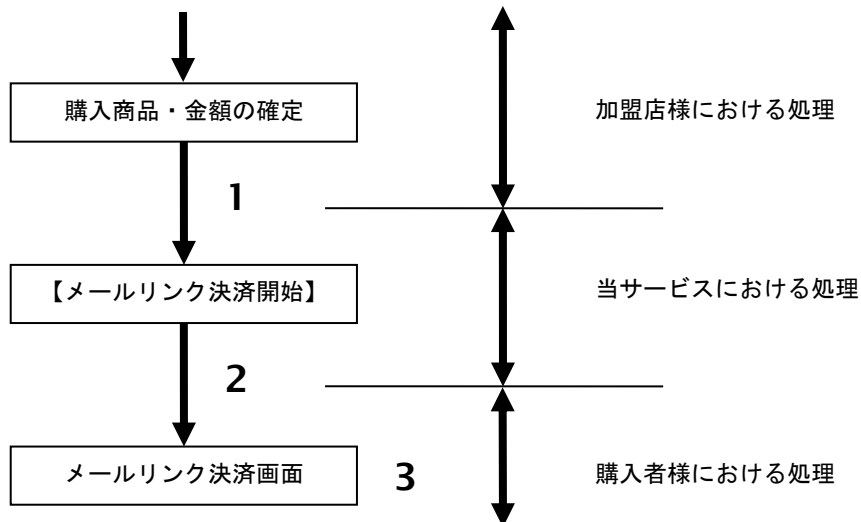 購入商品・金額の確定
加盟店様における処理
1
【メールリンク決済開始】
当サービスにおける処理
2
メールリンク決済画面
3
購入者様における処理